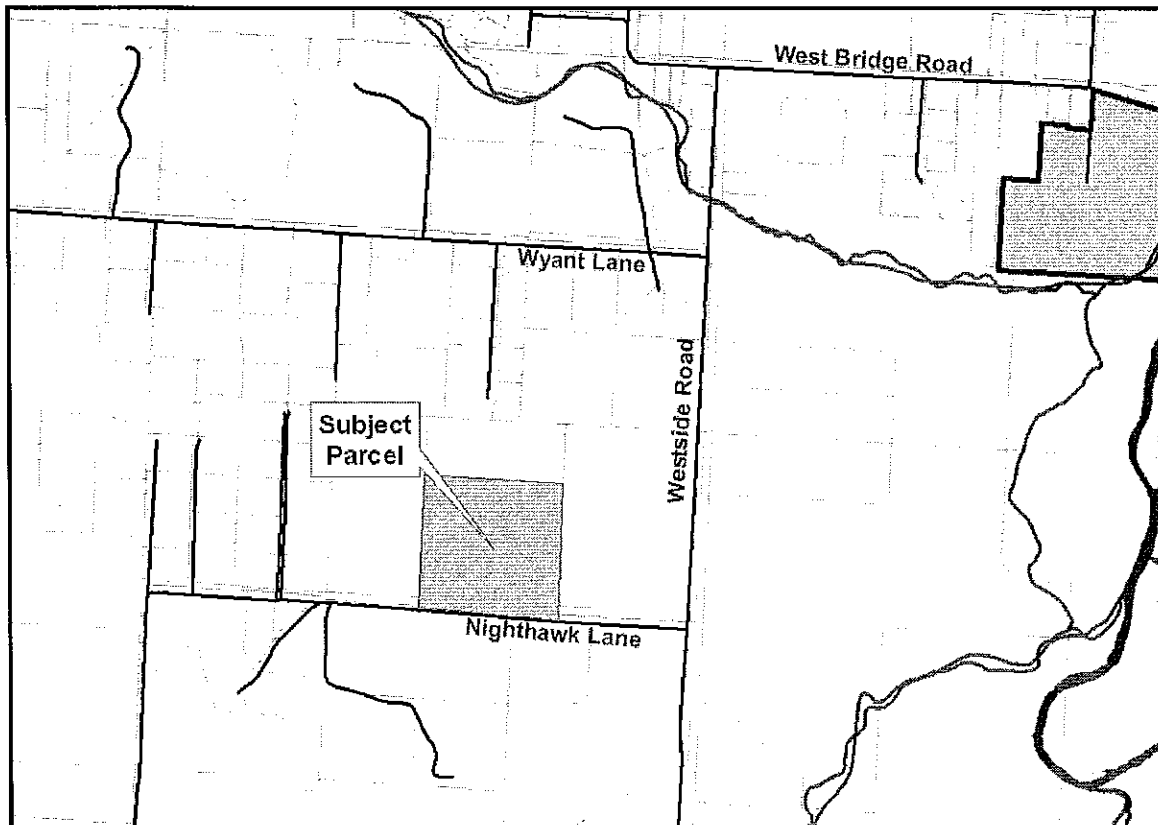 West Bridge Road
Wyant Lane
Westside Road
Subject
Parcel
Nighthawk Lane